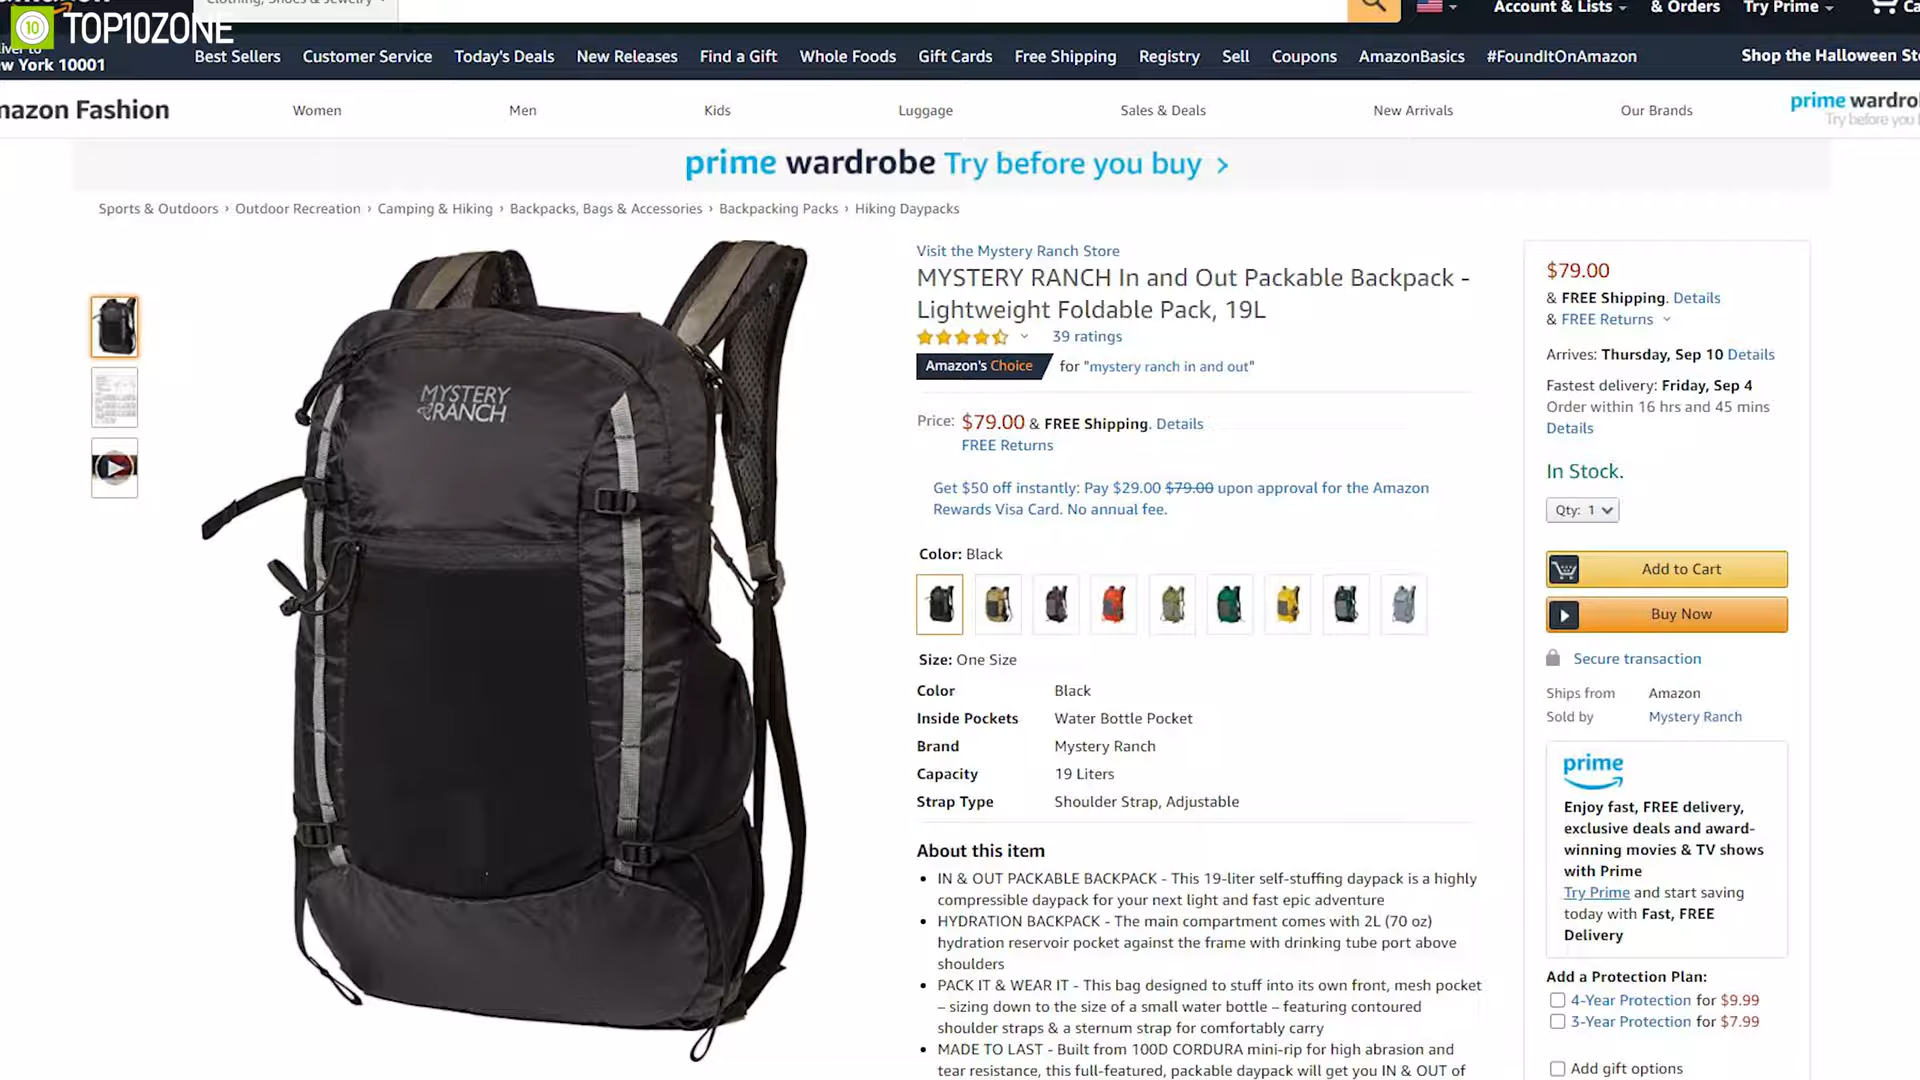 10 TOP10ZONE
Clothing, Shoes & Jewelry
Account & Lists
& Orders
Try Prime
w York 10001
Best Sellers
Customer Service
Today's Deals
New Releases
Find a Gift
Whole Foods
Gift Cards
Free Shipping
Registry
Sell
Coupons
AmazonBasics
#FoundItOnAmazon
Shop the Halloween St
mazon Fashion
Women
Men
Kids
Luggage
Sales & Deals
New Arrivals
Our Brands
prime wardrob
Try before you
prime wardrobe Try before you buy ›
Sports & Outdoors › Outdoor Recreation › Camping & Hiking › Backpacks, Bags & Accessories › Backpacking Packs › Hiking Daypacks
MYSTERY
RANCH
Visit the Mystery Ranch Store
MYSTERY RANCH In and Out Packable Backpack -
Lightweight Foldable Pack, 19L
39 ratings
Amazon's Choice for "mystery ranch in and out"
Price: $79.00 & FREE Shipping. Details
FREE Returns
Get $50 off instantly: Pay $29.00 $79.00 upon approval for the Amazon
Rewards Visa Card. No annual fee.
Color: Black
Size: One Size
Color Black
Inside Pockets Water Bottle Pocket
Brand Mystery Ranch
Capacity 19 Liters
Strap Type Shoulder Strap, Adjustable
About this item
• IN & OUT PACKABLE BACKPACK - This 19-liter self-stuffing daypack is a highly
compressible daypack for your next light and fast epic adventure
• HYDRATION BACKPACK - The main compartment comes with 2L (70 oz)
hydration reservoir pocket against the frame with drinking tube port above
shoulders
• PACK IT & WEAR IT - This bag designed to stuff into its own front, mesh pocket
– sizing down to the size of a small water bottle – featuring contoured
shoulder straps & a sternum strap for comfortably carry
• MADE TO LAST - Built from 100D CORDURA mini-rip for high abrasion and
tear resistance, this full-featured, packable daypack will get you IN & OUT of
$79.00
& FREE Shipping. Details
& FREE Returns
Arrives: Thursday, Sep 10 Details
Fastest delivery: Friday, Sep 4
Order within 16 hrs and 45 mins
Details
In Stock.
Qty: 1
Add to Cart
Buy Now
Secure transaction
Ships from Amazon
Sold by Mystery Ranch
prime
Enjoy fast, FREE delivery,
exclusive deals and award-
winning movies & TV shows
with Prime
Try Prime and start saving
today with Fast, FREE
Delivery
Add a Protection Plan:
4-Year Protection for $9.99
3-Year Protection for $7.99
Add gift options